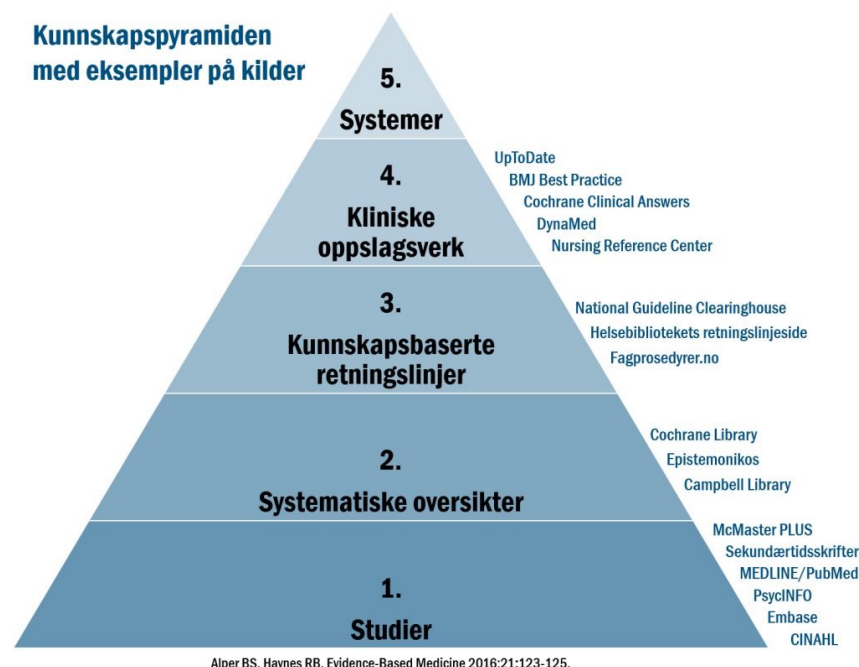 Kunnskapspyramiden
med eksempler på kilder
5.
Systemer
4.
Kliniske
oppslagsverk
UpToDate
BMJ Best Practice
Cochrane Clinical Answers
DynaMed
Nursing Reference Center
3.
Kunnskapsbaserte
retningslinjer
National Guideline Clearinghouse
Helsebibliotekets retningslinjeside
Fagprosedyrer.no
2.
Systematiske oversikter
Cochrane Library
Epistemonikos
Campbell Library
1.
Studier
McMaster PLUS
Sekundærtidsskrifter
MEDLINE/PubMed
PsycINFO
Embase
CINAHL
Alper BS, Haynes RB. Evidence-Based Medicine 2016;21:123-125.